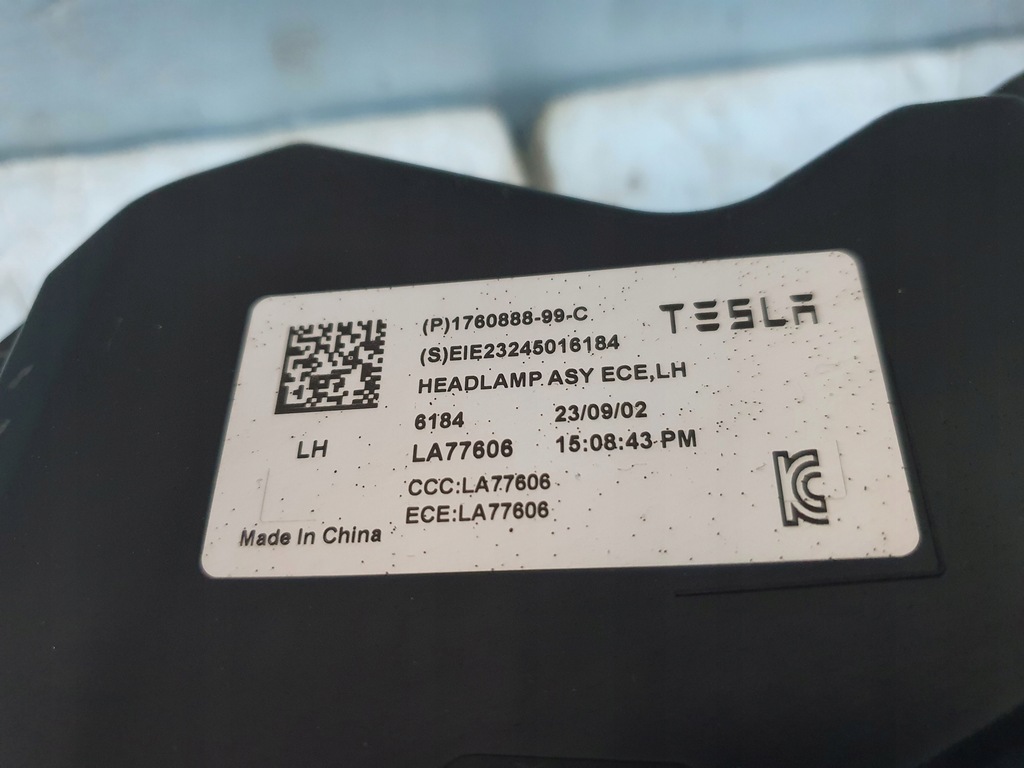 TESLA
(P)1760888-99-C
(S)EIE23245016184
HEADLAMP ASY ECE,LH
6184 23/09/02
LH LA77606 15:08:43 PM
CCC:LA77606
ECE:LA77606
Made In China